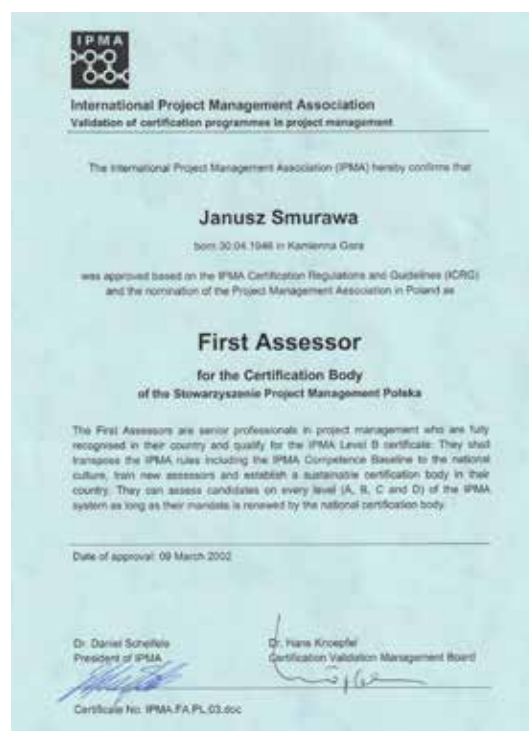 IPMA
International Project Management Association
Validation of certification programmes in project management
The International Project Management Association (IPMA) hereby confirms that
Janusz Smurawa
born 30.04.1946 in Kamienna Gora
was approved based on the IPMA Certification Regulations and Guidelines (ICRG)
and the nomination of the Project Management Association in Poland as
First Assessor
for the Certification Body
of the Stowarzyszenie Project Management Polska
The First Assessors are senior professionals in project management who are fully
recognised in their country and qualify for the IPMA Level B certificate. They shall
transpose the IPMA rules including the IPMA Competence Baseline to the national
culture, train new assessors and establish a sustainable certification body in their
country. They can assess candidates on every level (A, B, C and D) of the IPMA
system as long as their mandate is renewed by the national certification body.
Date of approval: 09 March 2002
Dr. Daniel Scheifele
President of IPMA
Dr. Hans Knoepfel
Certification Validation Management Board
Certificate No. IPMA.FA.PL.03.doc